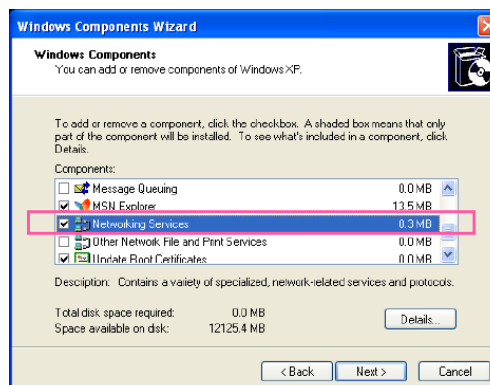 Windows Components Wizard
Windows Components
You can add or remove components of Windows XP.
To add or remove a component, click the checkbox. A shaded box means that only
part of the component will be installed. To see what's included in a component, click
Details.
Components:
Message Queuing 0.0 MB
MSN Explorer 13.5 MB
Networking Services 0.3 MB
Other Network File and Print Services 0.0 MB
Update Root Certificates 0.0 MB
Description: Contains a variety of specialized, network-related services and protocols.
Total disk space required: 0.0 MB
Space available on disk: 12125.4 MB
Details...
< Back Next > Cancel